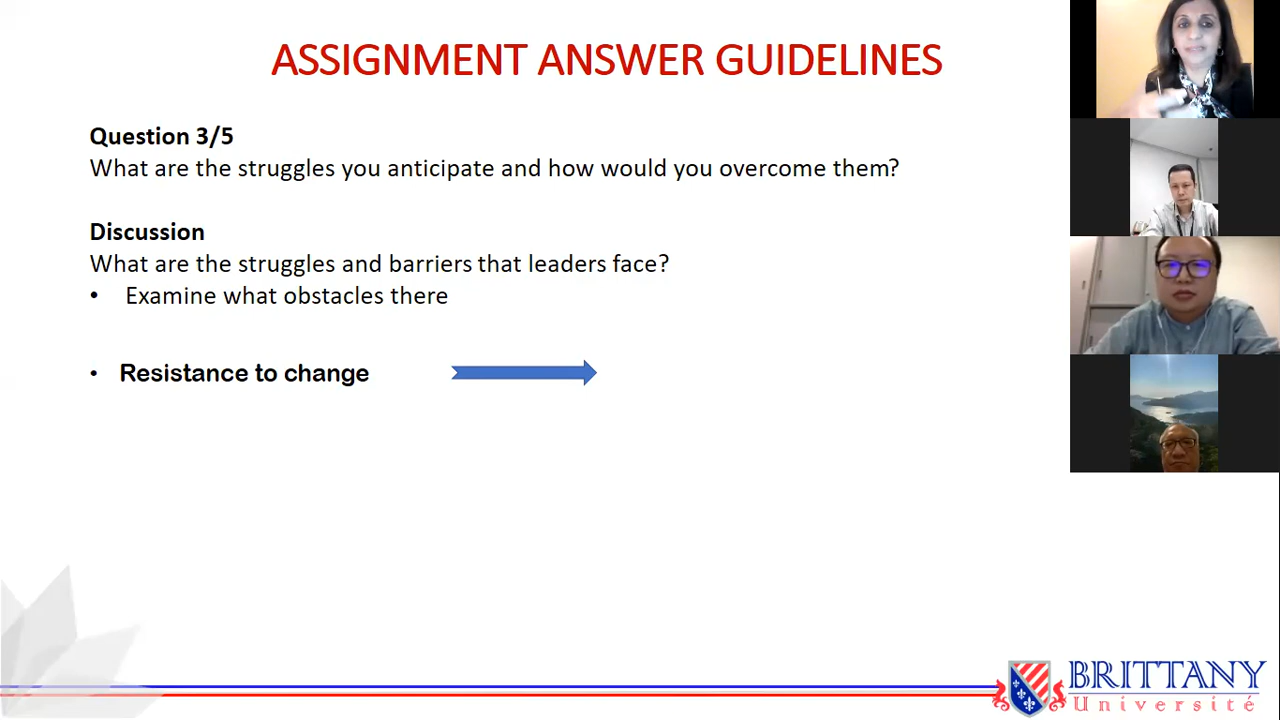 ASSIGNMENT ANSWER GUIDELINES
Question 3/5
What are the struggles you anticipate and how would you overcome them?
Discussion
What are the struggles and barriers that leaders face?
• Examine what obstacles there
• Resistance to change
BRITTANY
Université